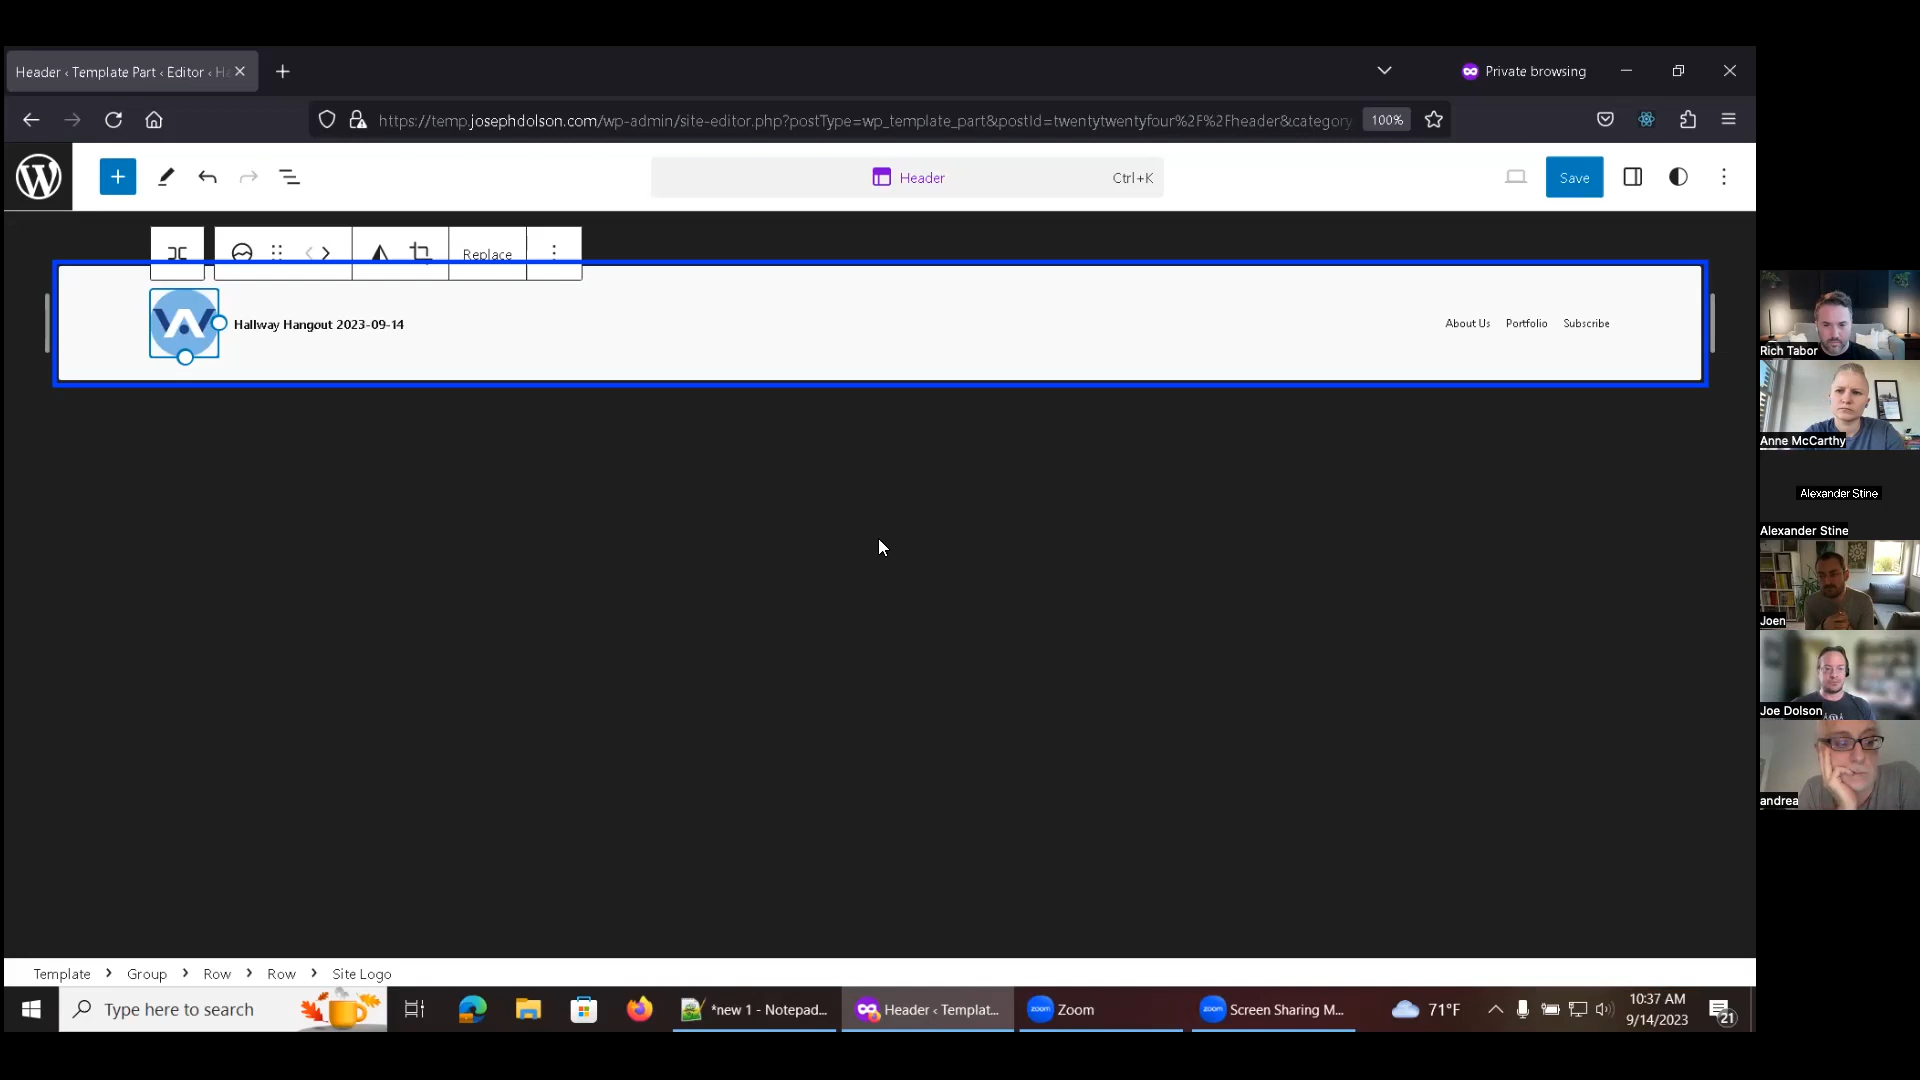 Header ‹ Template Part ‹ Editor ‹ H
Private browsing
https://temp.josephdolson.com/wp-admin/site-editor.php?postType=wp_template_part&postId=twentytwentyfour%2F%2Fheader&category
100%
Header
Ctrl+K
Save
Replace
Hallway Hangout 2023-09-14
About Us
Portfolio
Subscribe
Rich Tabor
Anne McCarthy
Alexander Stine
Alexander Stine
Joen
Joe Dolson
andrea
Template > Group > Row > Row > Site Logo
Type here to search
*new 1 - Notepad...
Header ‹ Templat...
zoom
Zoom
zoom
Screen Sharing M...
71°F
10:37 AM
9/14/2023
21